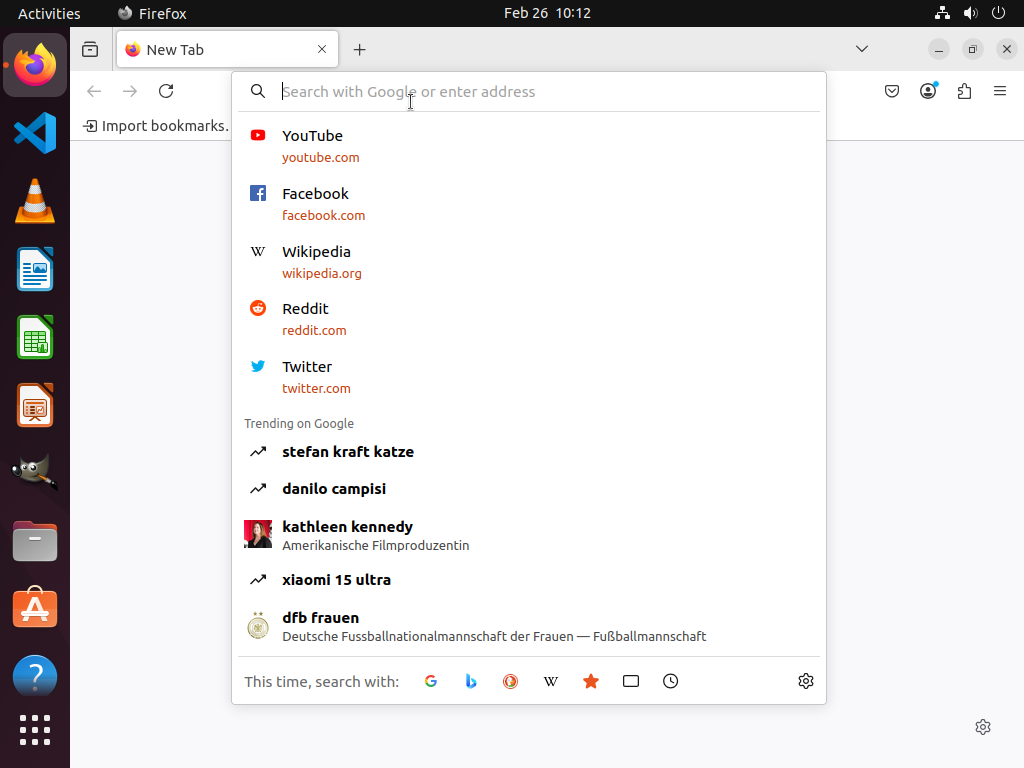 Activities Firefox Feb 26 10:12
New Tab
Search with Google or enter address
Import bookmarks.
YouTube
youtube.com
Facebook
facebook.com
Wikipedia
wikipedia.org
Reddit
reddit.com
Twitter
twitter.com
Trending on Google
stefan kraft katze
danilo campisi
kathleen kennedy
Amerikanische Filmproduzentin
xiaomi 15 ultra
dfb frauen
Deutsche Fussballnationalmannschaft der Frauen — Fußballmannschaft
This time, search with: